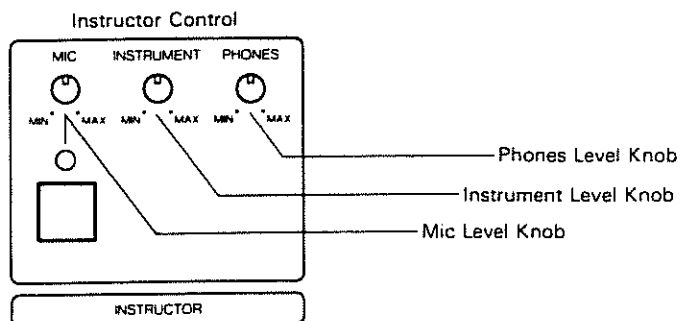 Instructor Control
MIC INSTRUMENT PHONES
MIN MAX MIN MAX MIN MAX
Phones Level Knob
Instrument Level Knob
Mic Level Knob
INSTRUCTOR